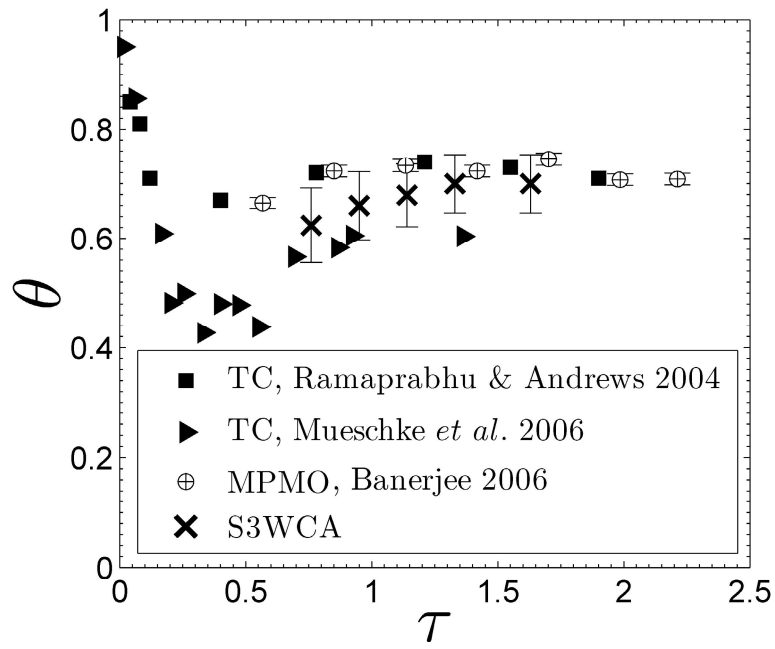 1
0.8
0.6
0.4
0.2
0
θ
TC, Ramaprabhu & Andrews 2004
TC, Mueschke et al. 2006
MPMO, Banerjee 2006
S3WCA
0 0.5 1 1.5 2 2.5
τ